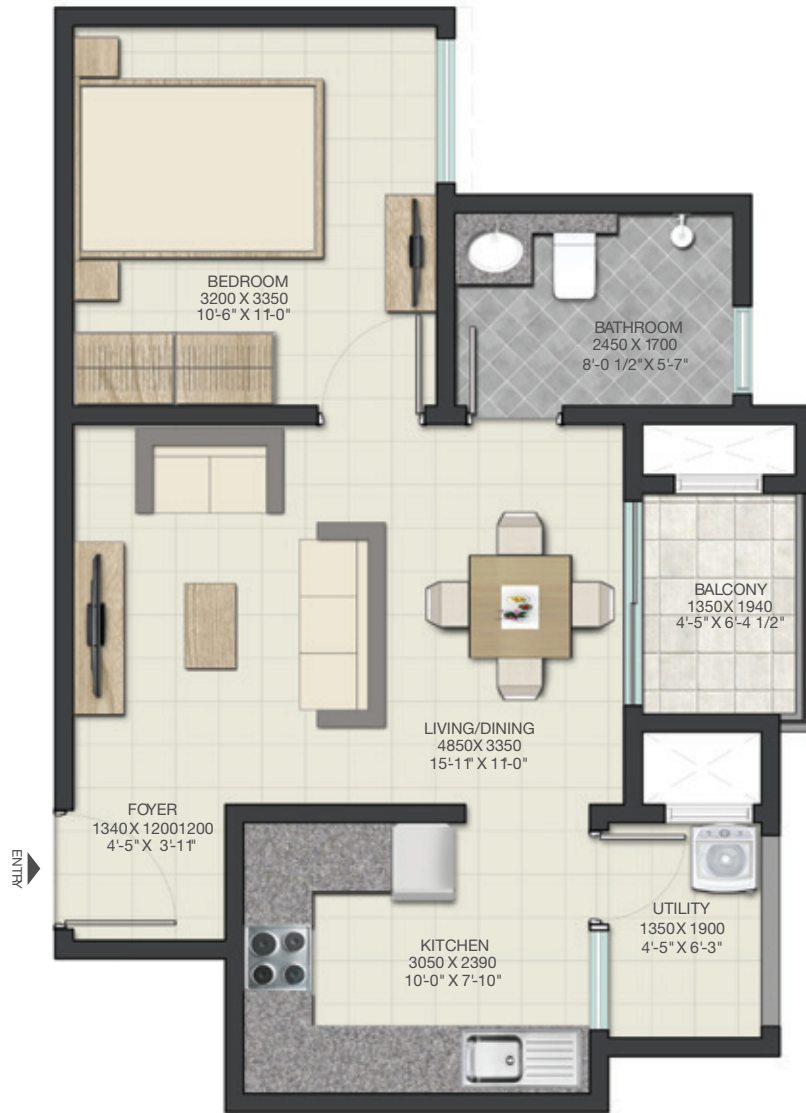 BEDROOM
3200 X 3350
10'-6" X 11'-0"
BATHROOM
2450 X 1700
8'-0 1/2" X 5'-7"
BALCONY
1350X 1940
4'-5" X 6'-4 1/2"
LIVING/DINING
4850X 3350
15'-11" X 11'-0"
FOYER
1340X 12001200
4'-5" X 3'-11"
ENTRY
KITCHEN
3050 X 2390
10'-0" X 7'-10"
UTILITY
1350X 1900
4'-5" X 6'-3"